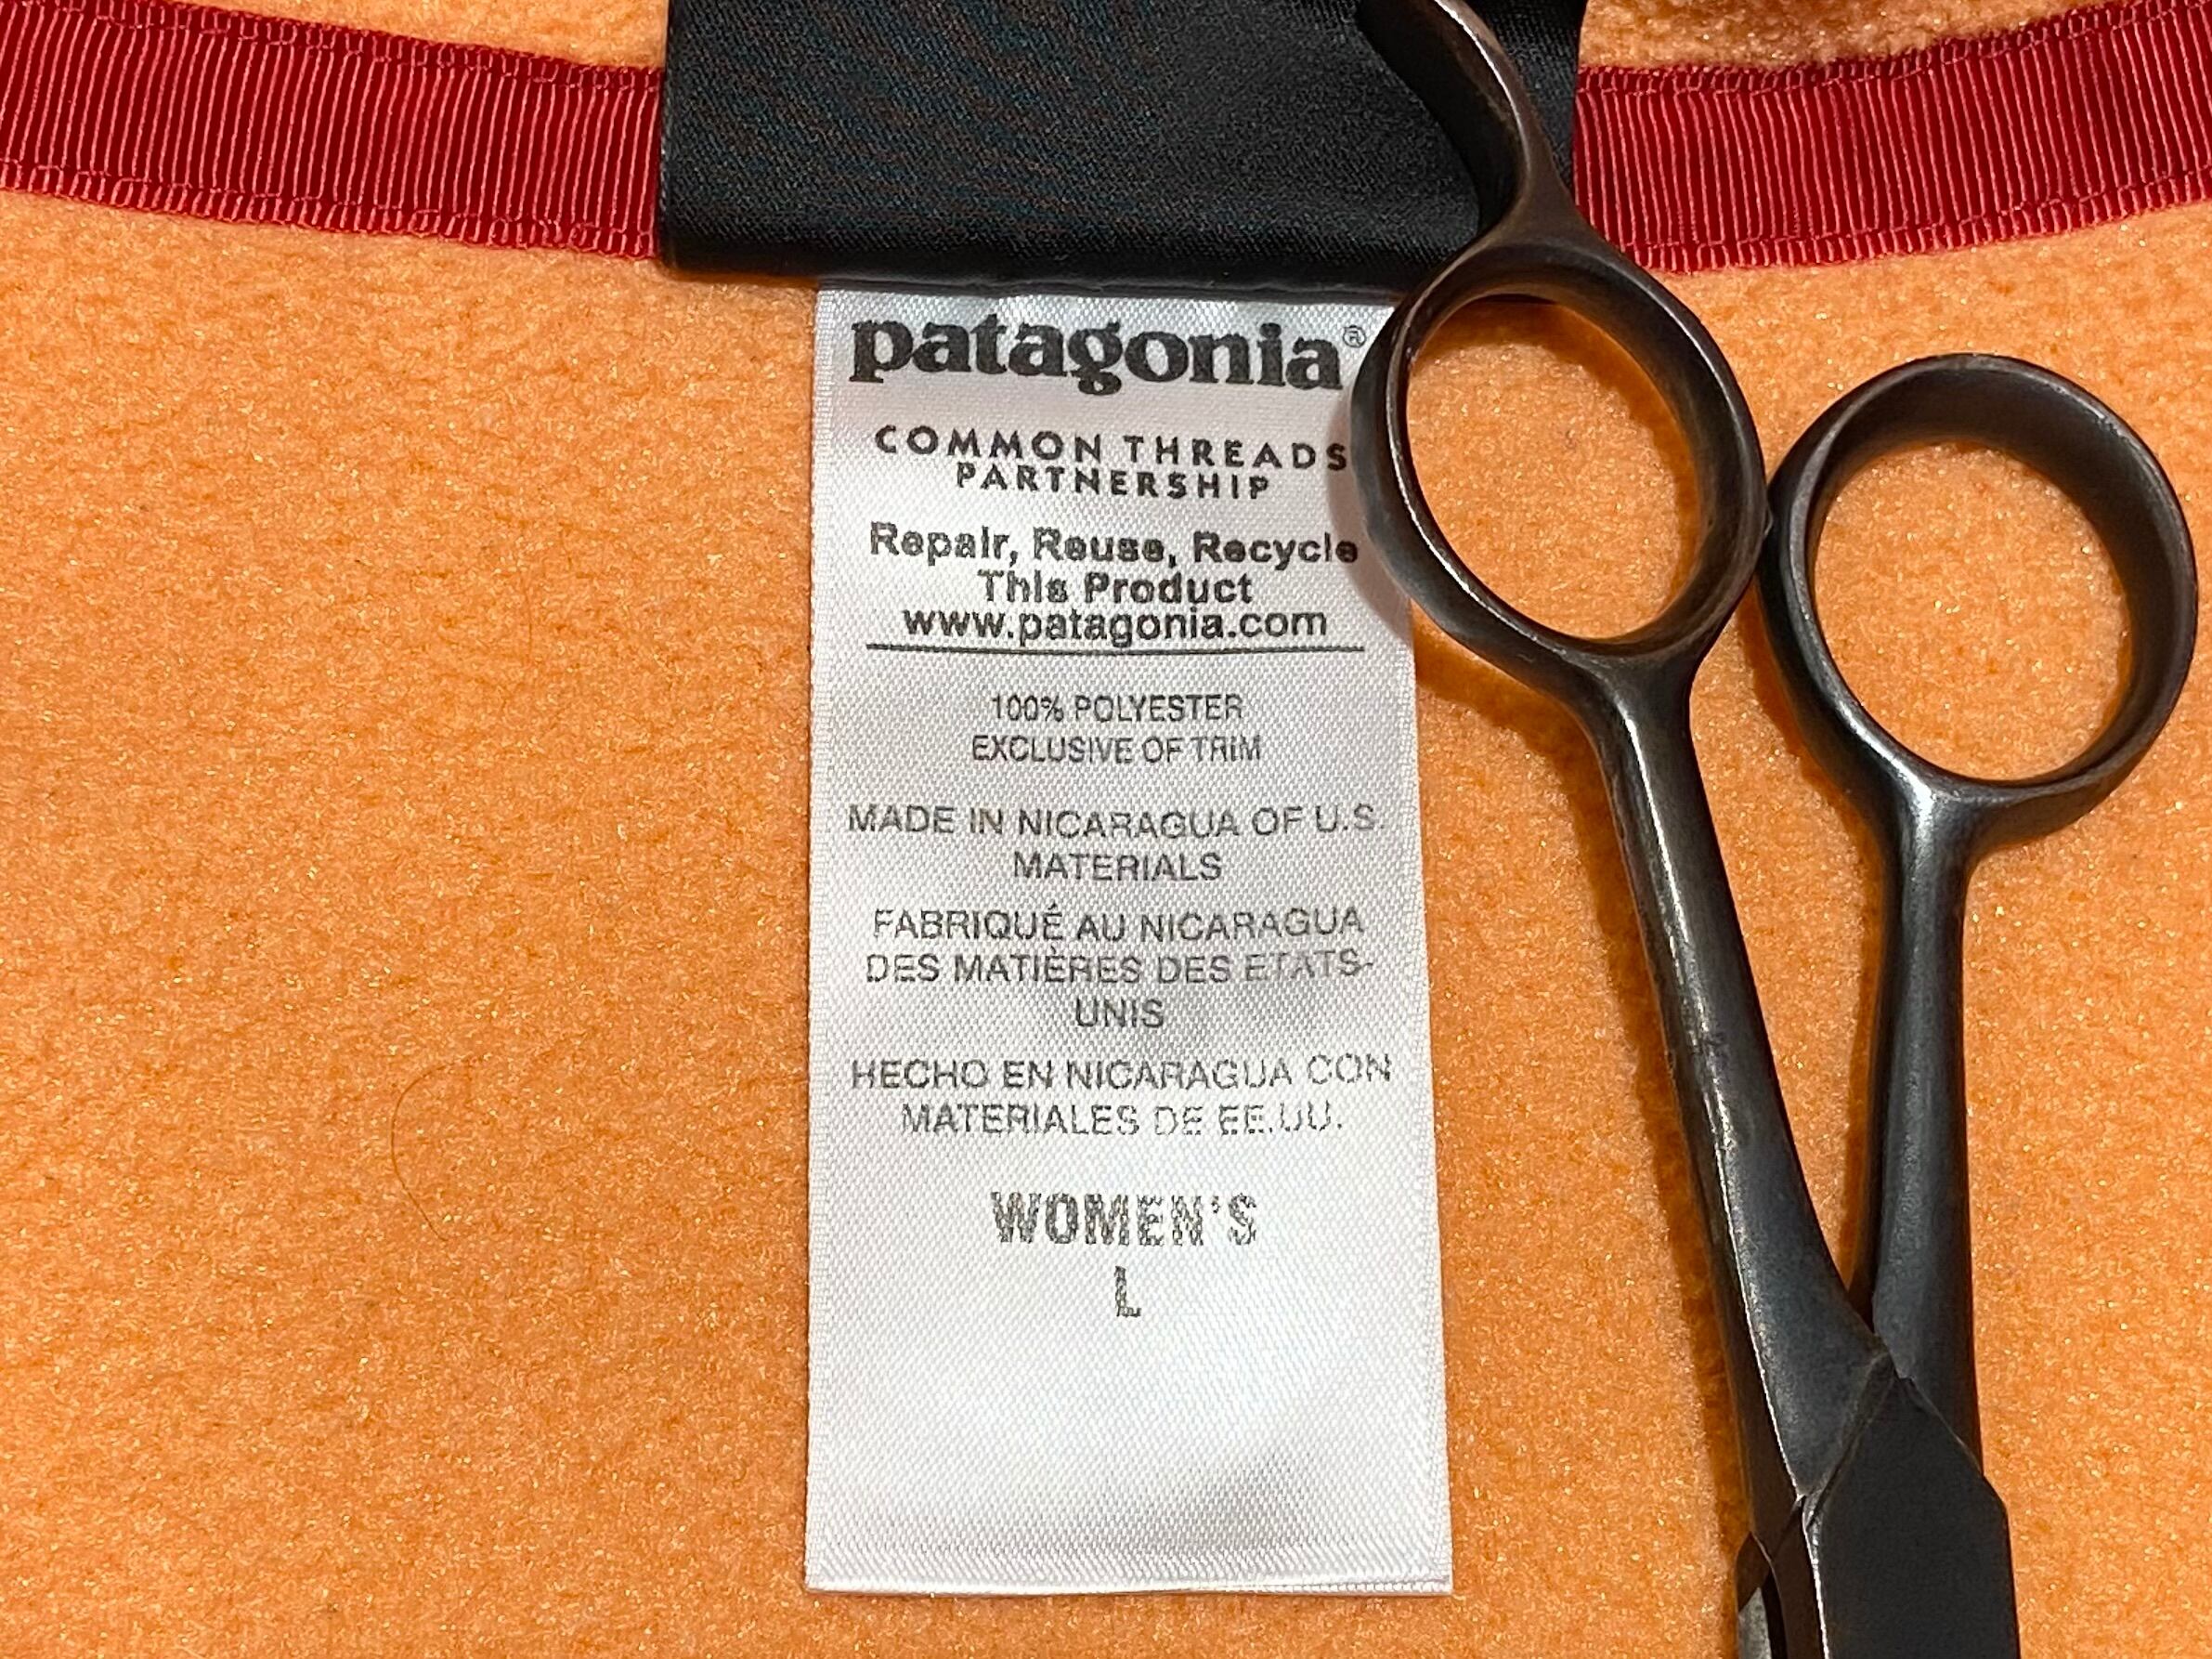 patagonia®
COMMON THREADS
PARTNERSHIP
Repair, Reuse, Recycle
This Product
www.patagonia.com
100% POLYESTER
EXCLUSIVE OF TRIM
MADE IN NICARAGUA OF U.S.
MATERIALS
FABRIQUÉ AU NICARAGUA
DES MATIÈRES DES ETATS-
UNIS
HECHO EN NICARAGUA CON
MATERIALES DE EE.UU.
WOMEN'S
L